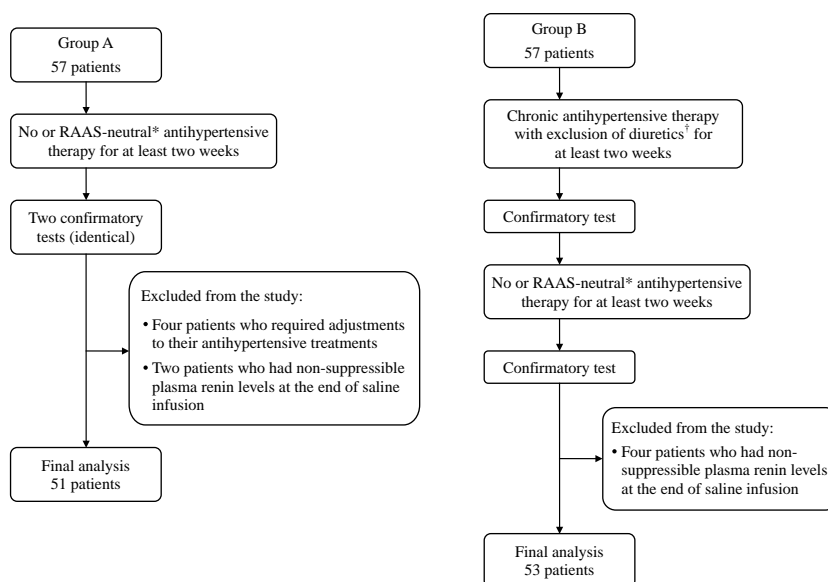 Group A
57 patients
No or RAAS-neutral* antihypertensive
therapy for at least two weeks
Two confirmatory
tests (identical)
Excluded from the study:
• Four patients who required adjustments
to their antihypertensive treatments
• Two patients who had non-suppressible
plasma renin levels at the end of saline
infusion
Final analysis
51 patients
Group B
57 patients
Chronic antihypertensive therapy
with exclusion of diuretics† for
at least two weeks
Confirmatory test
No or RAAS-neutral* antihypertensive
therapy for at least two weeks
Confirmatory test
Excluded from the study:
• Four patients who had non-
suppressible plasma renin levels
at the end of saline infusion
Final analysis
53 patients